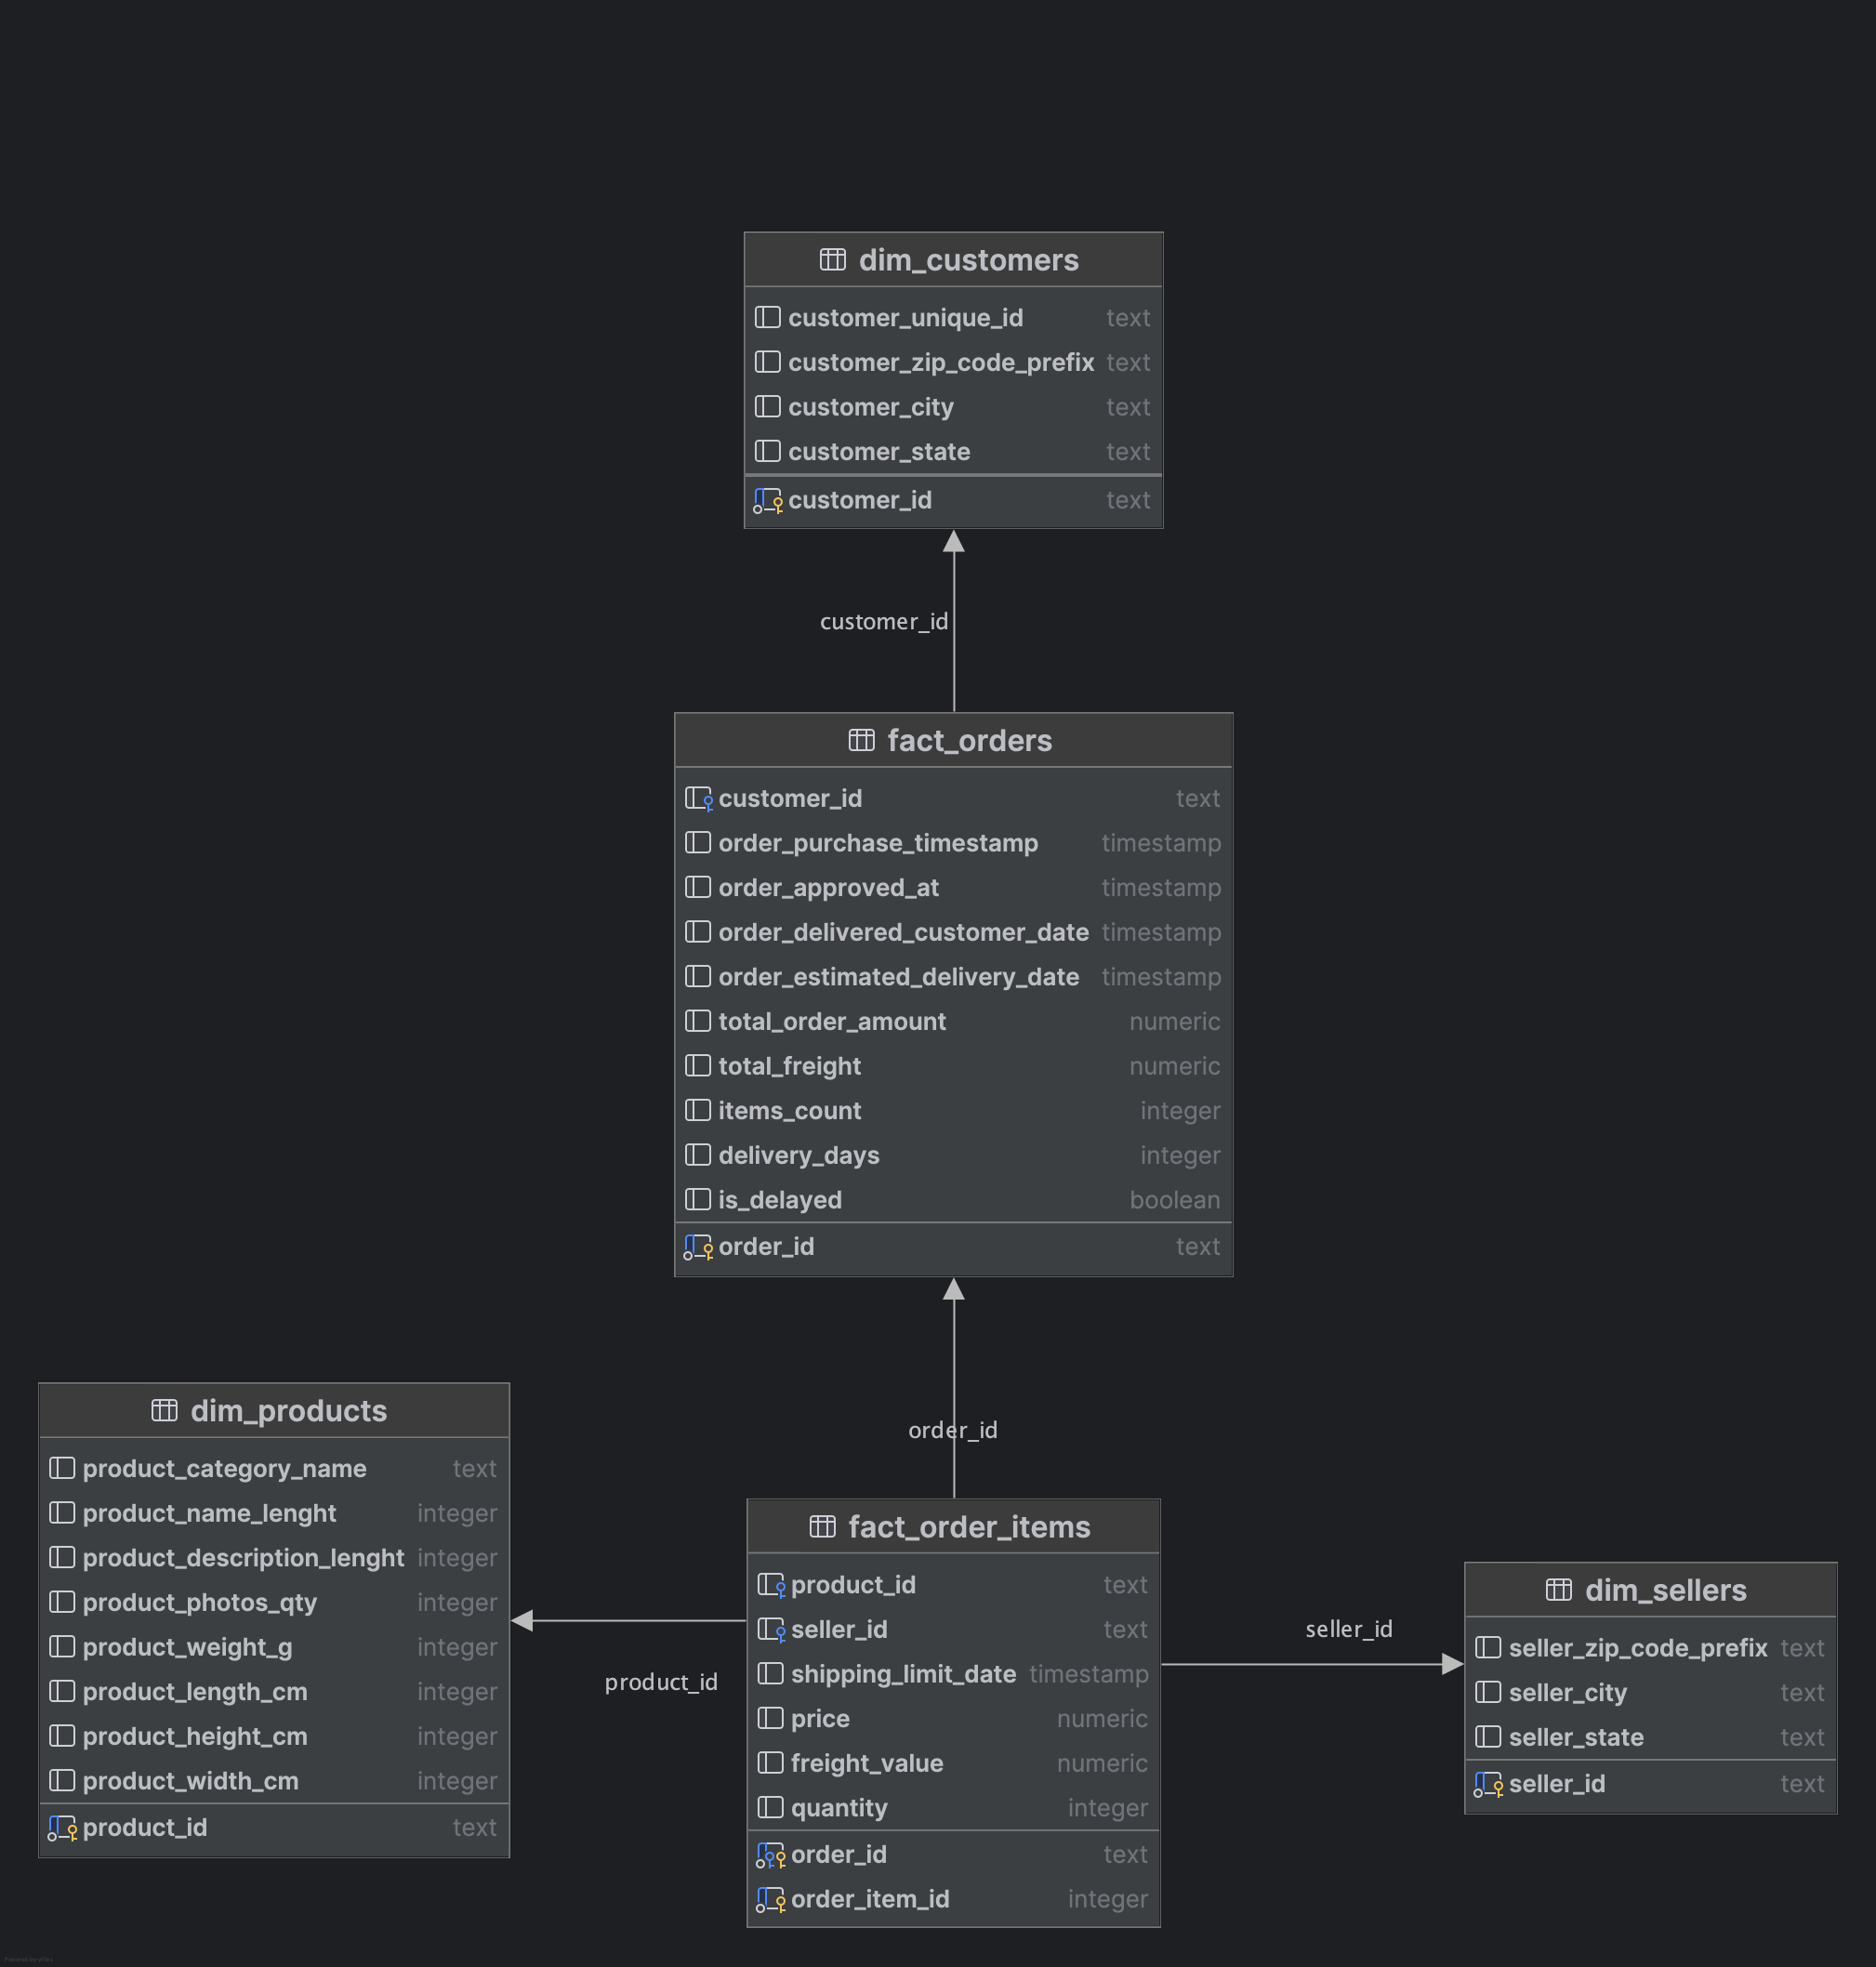 dim_customers
customer_unique_id text
customer_zip_code_prefix text
customer_city text
customer_state text
customer_id text
customer_id
fact_orders
customer_id text
order_purchase_timestamp timestamp
order_approved_at timestamp
order_delivered_customer_date timestamp
order_estimated_delivery_date timestamp
total_order_amount numeric
total_freight numeric
items_count integer
delivery_days integer
is_delayed boolean
order_id text
order_id
dim_products
product_category_name text
product_name_lenght integer
product_description_lenght integer
product_photos_qty integer
product_weight_g integer
product_length_cm integer
product_height_cm integer
product_width_cm integer
product_id text
product_id
fact_order_items
product_id text
seller_id text
shipping_limit_date timestamp
price numeric
freight_value numeric
quantity integer
order_id text
order_item_id integer
seller_id
dim_sellers
seller_zip_code_prefix text
seller_city text
seller_state text
seller_id text